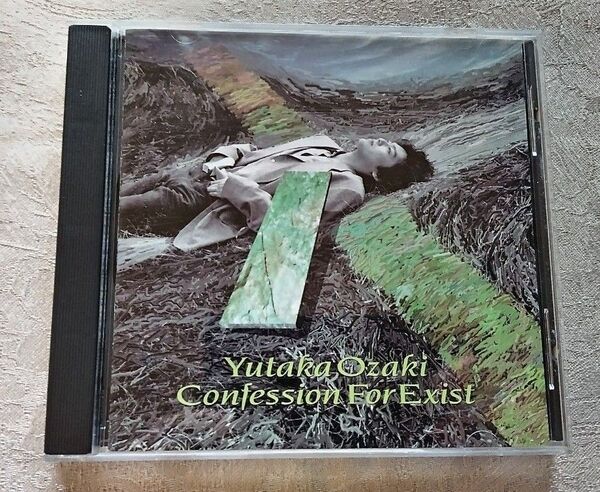 Yutaka Ozaki
Confession For Exist